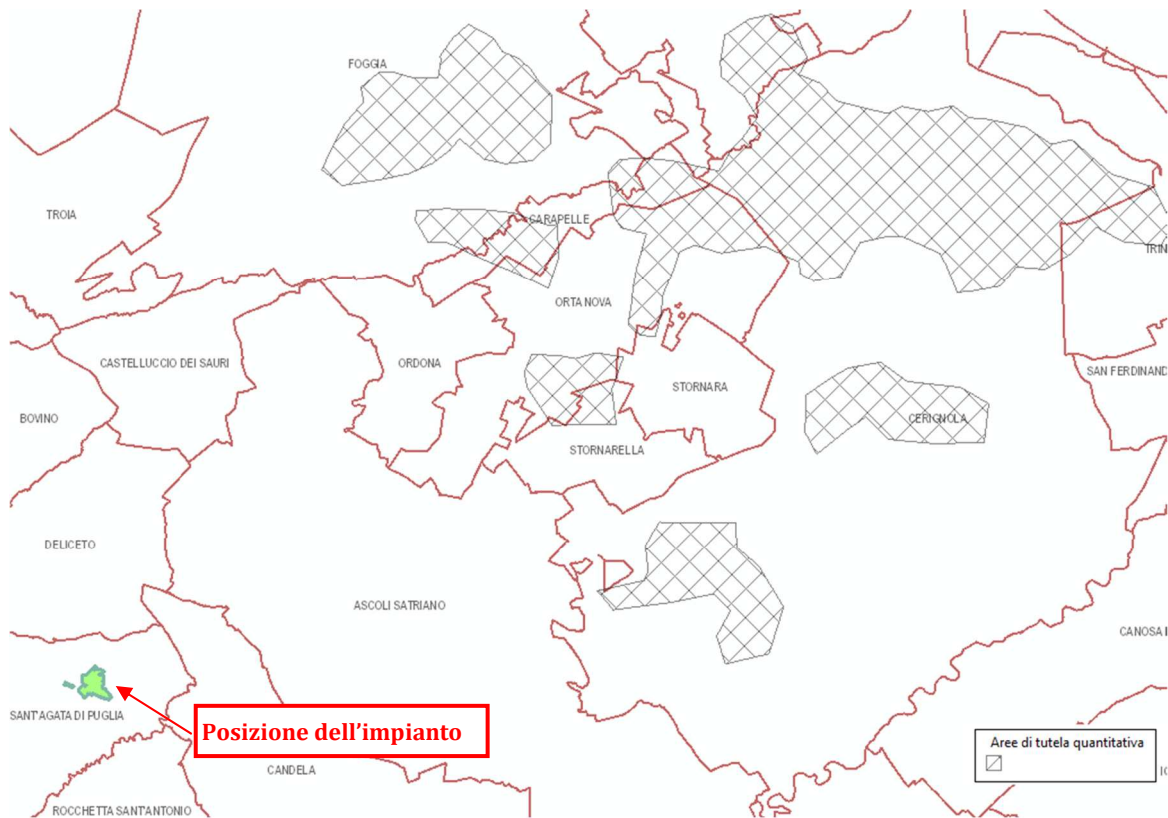 FOGGIA
TROIA
CARAPELLE
TRIN
ORTA NOVA
CASTELLUCCIO DEI SAURI
ORDONA
SAN FERDINAND
STORNARA
BOVINO
CERIGNOLA
STORNARELLA
DELICETO
ASCOLI SATRIANO
CANOSA
SANT'AGATA DI PUGLIA
Posizione dell'impianto
Aree di tutela quantitativa
CANDELA
ROCCHETTA SANT'ANTONIO